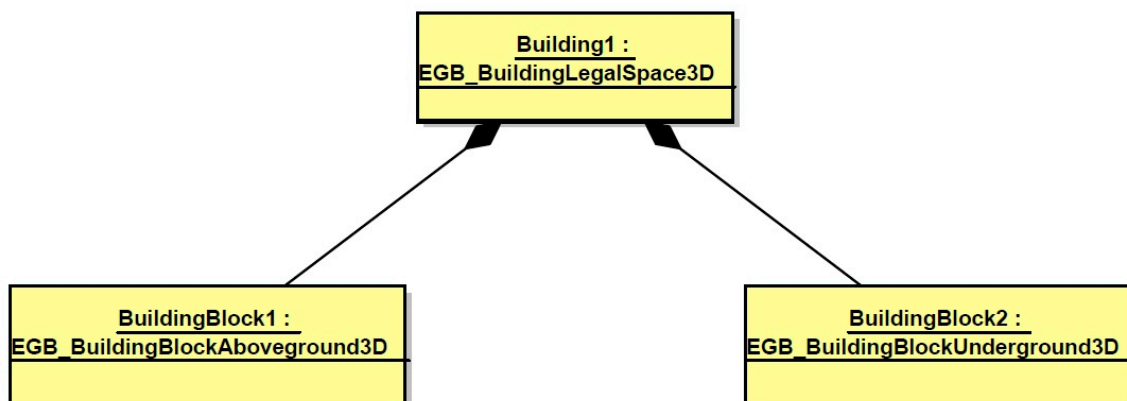 Building1 :
EGB_BuildingLegalSpace3D
BuildingBlock1 :
EGB_BuildingBlockAboveground3D
BuildingBlock2 :
EGB_BuildingBlockUnderground3D